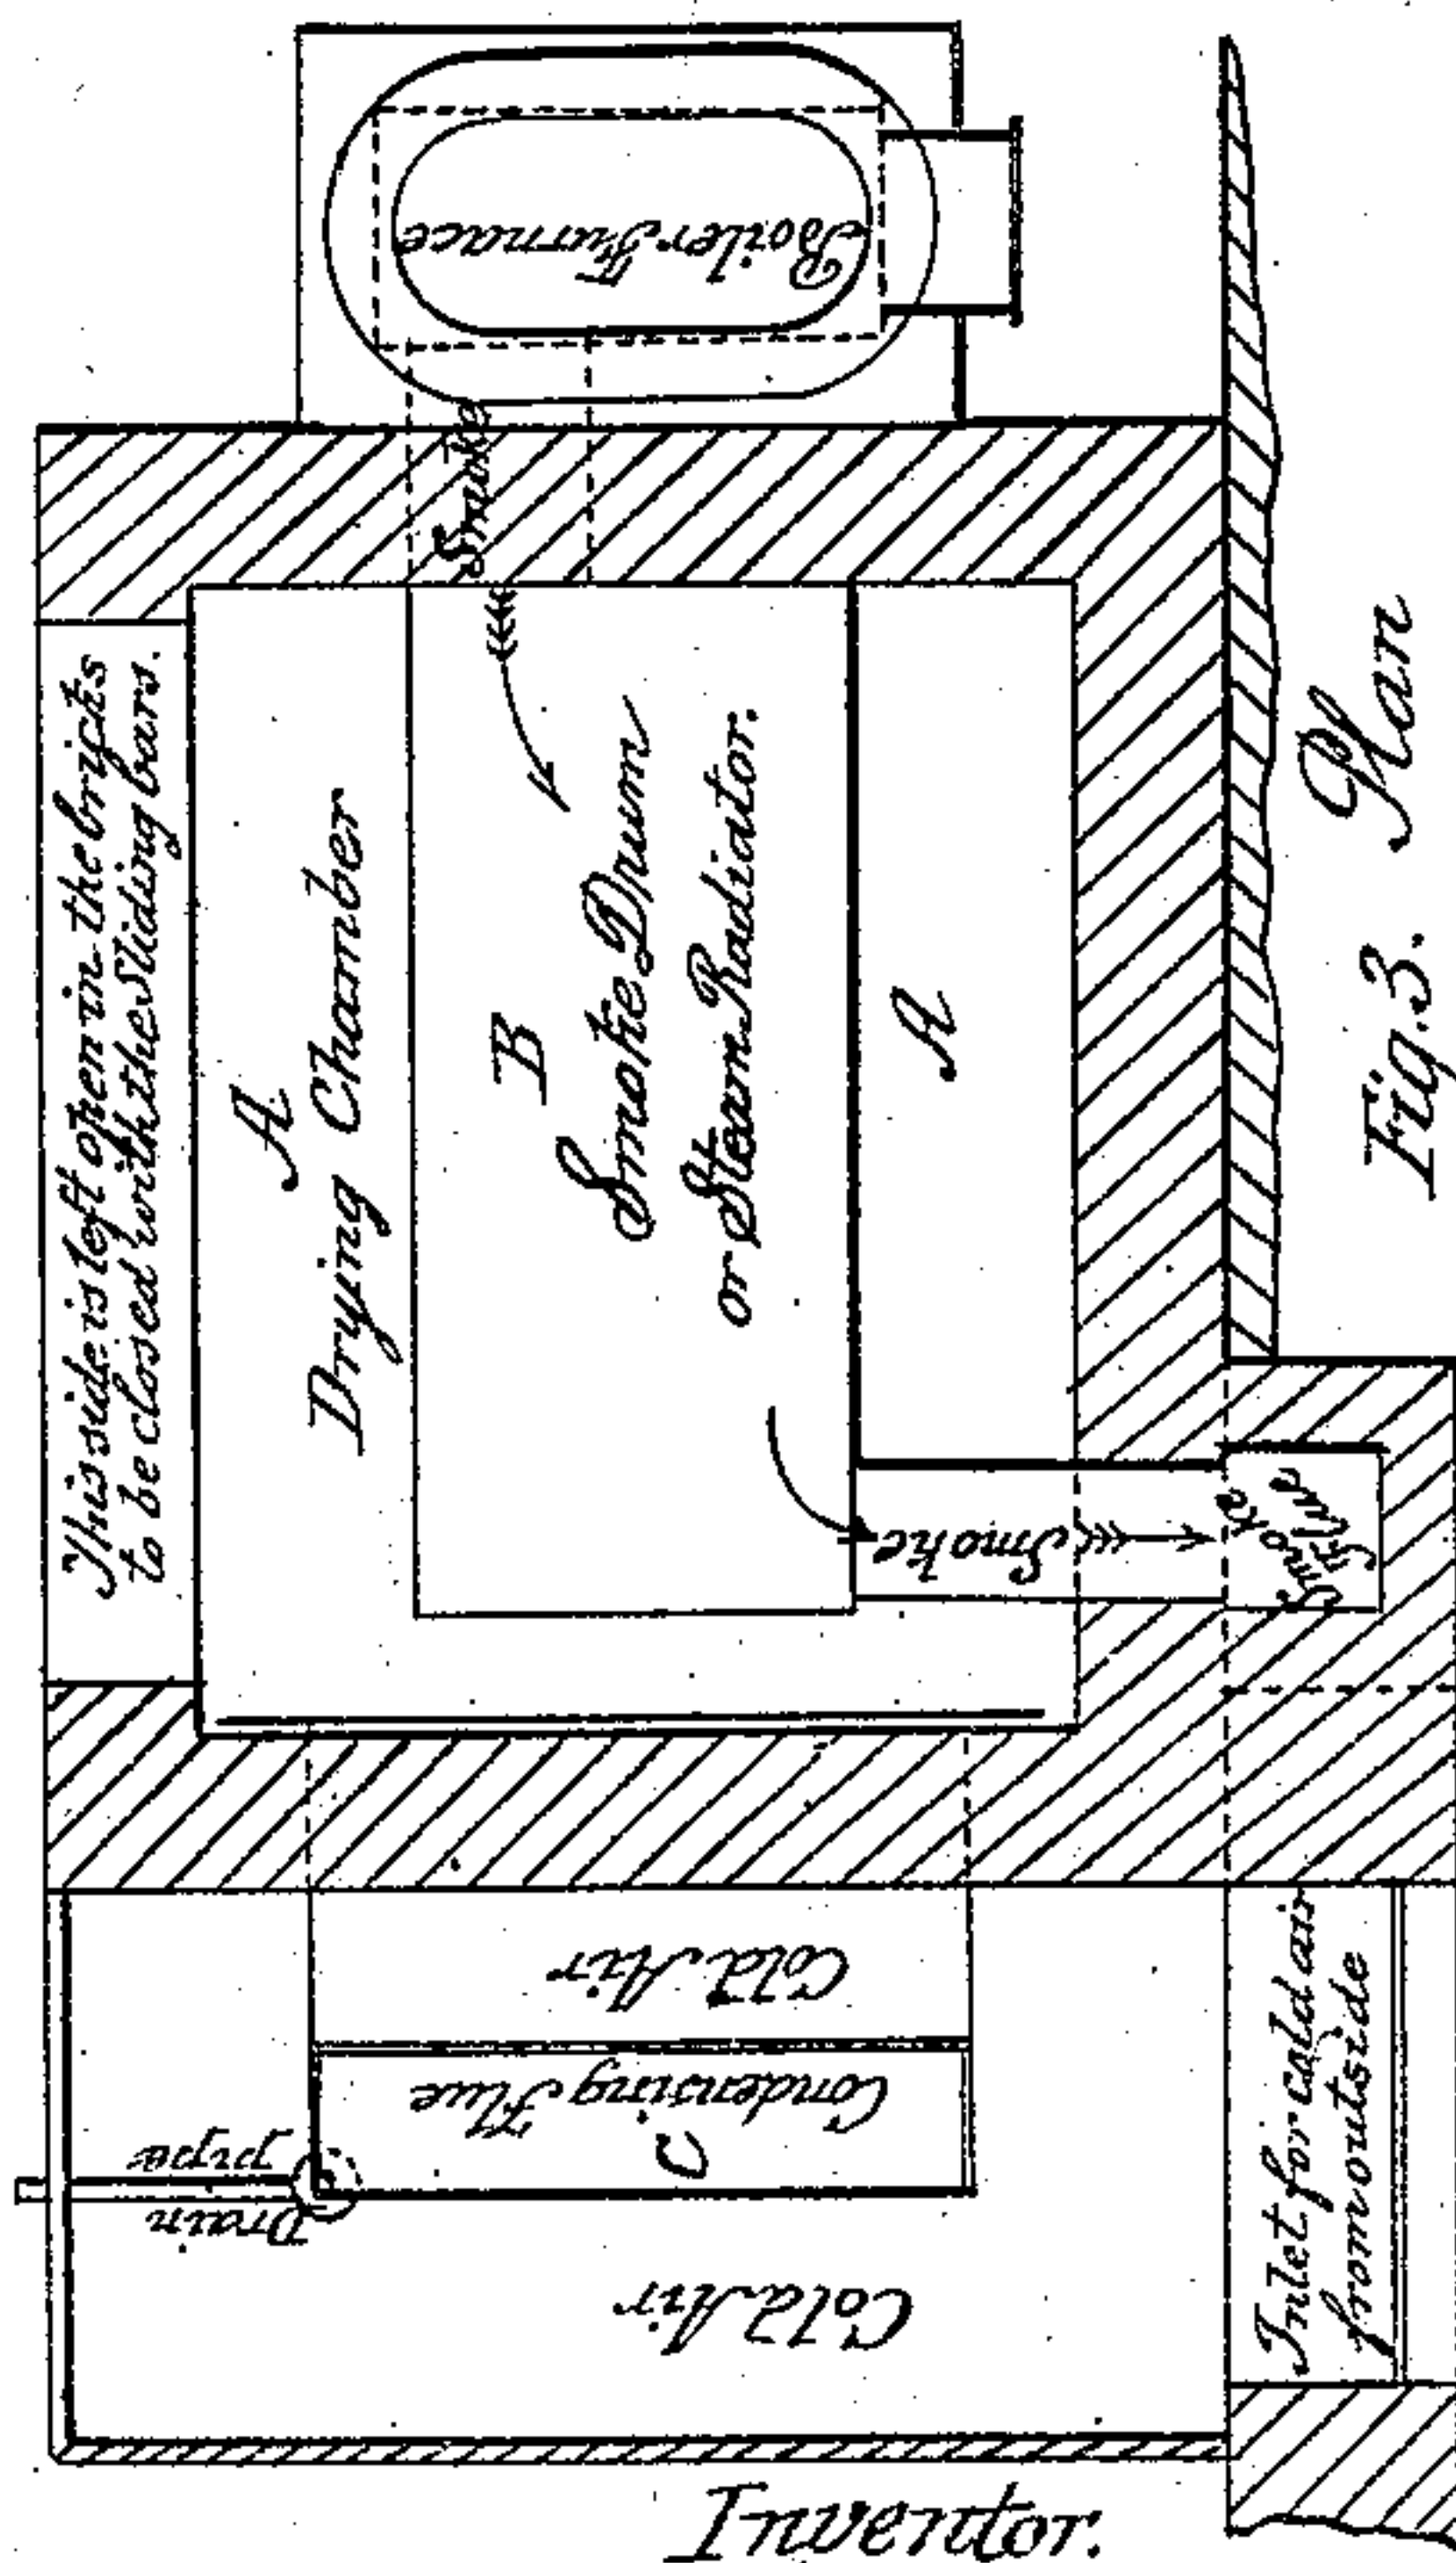 Boiler Furnace
Smoke
This side is left open in the bricks
to be closed with the Sliding bars.
A
Drying Chamber
B
Smoke Drum
or Steam Radiator.
A
Smoke
Smoke
Flue
Cold Air
Condensing Flue
C
Drain
pipe
Cold Air
Inlet for cold air
from outside
Fig. 3. Plan
Inventor.